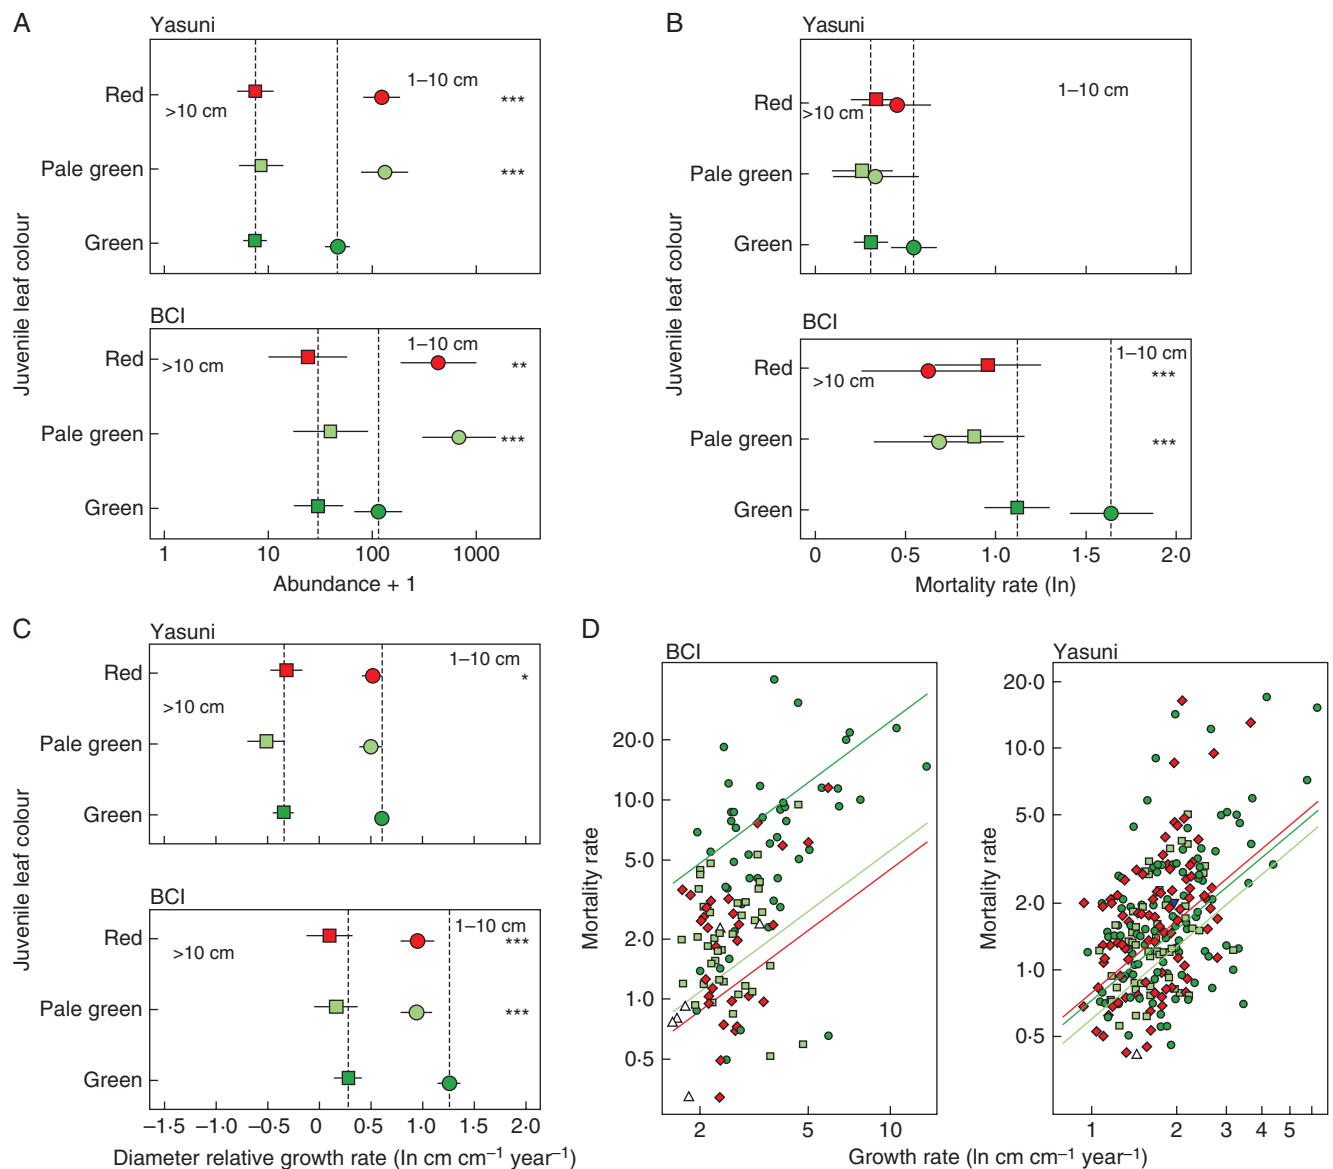 A
Yasuni
Juvenile leaf colour
Red
Pale green
Green
>10 cm
1–10 cm
***
***
BCI
Red
Pale green
Green
>10 cm
1–10 cm
**
***
1
10
100
1000
Abundance + 1
B
Yasuni
Juvenile leaf colour
Red
Pale green
Green
>10 cm
1–10 cm
BCI
Red
Pale green
Green
>10 cm
1–10 cm
***
***
0
0·5
1·0
1·5
2·0
Mortality rate (ln)
C
Yasuni
Juvenile leaf colour
Red
Pale green
Green
>10 cm
1–10 cm
*
BCI
Red
Pale green
Green
>10 cm
1–10 cm
***
***
–1·5
–1·0
–0·5
0
0·5
1·0
1·5
2·0
Diameter relative growth rate (ln cm cm⁻¹ year⁻¹)
D
BCI
Mortality rate
20·0
10·0
5·0
2·0
1·0
0·5
2
5
10
Yasuni
Mortality rate
20·0
10·0
5·0
2·0
1·0
0·5
1
2
3
4
5
Growth rate (ln cm cm⁻¹ year⁻¹)